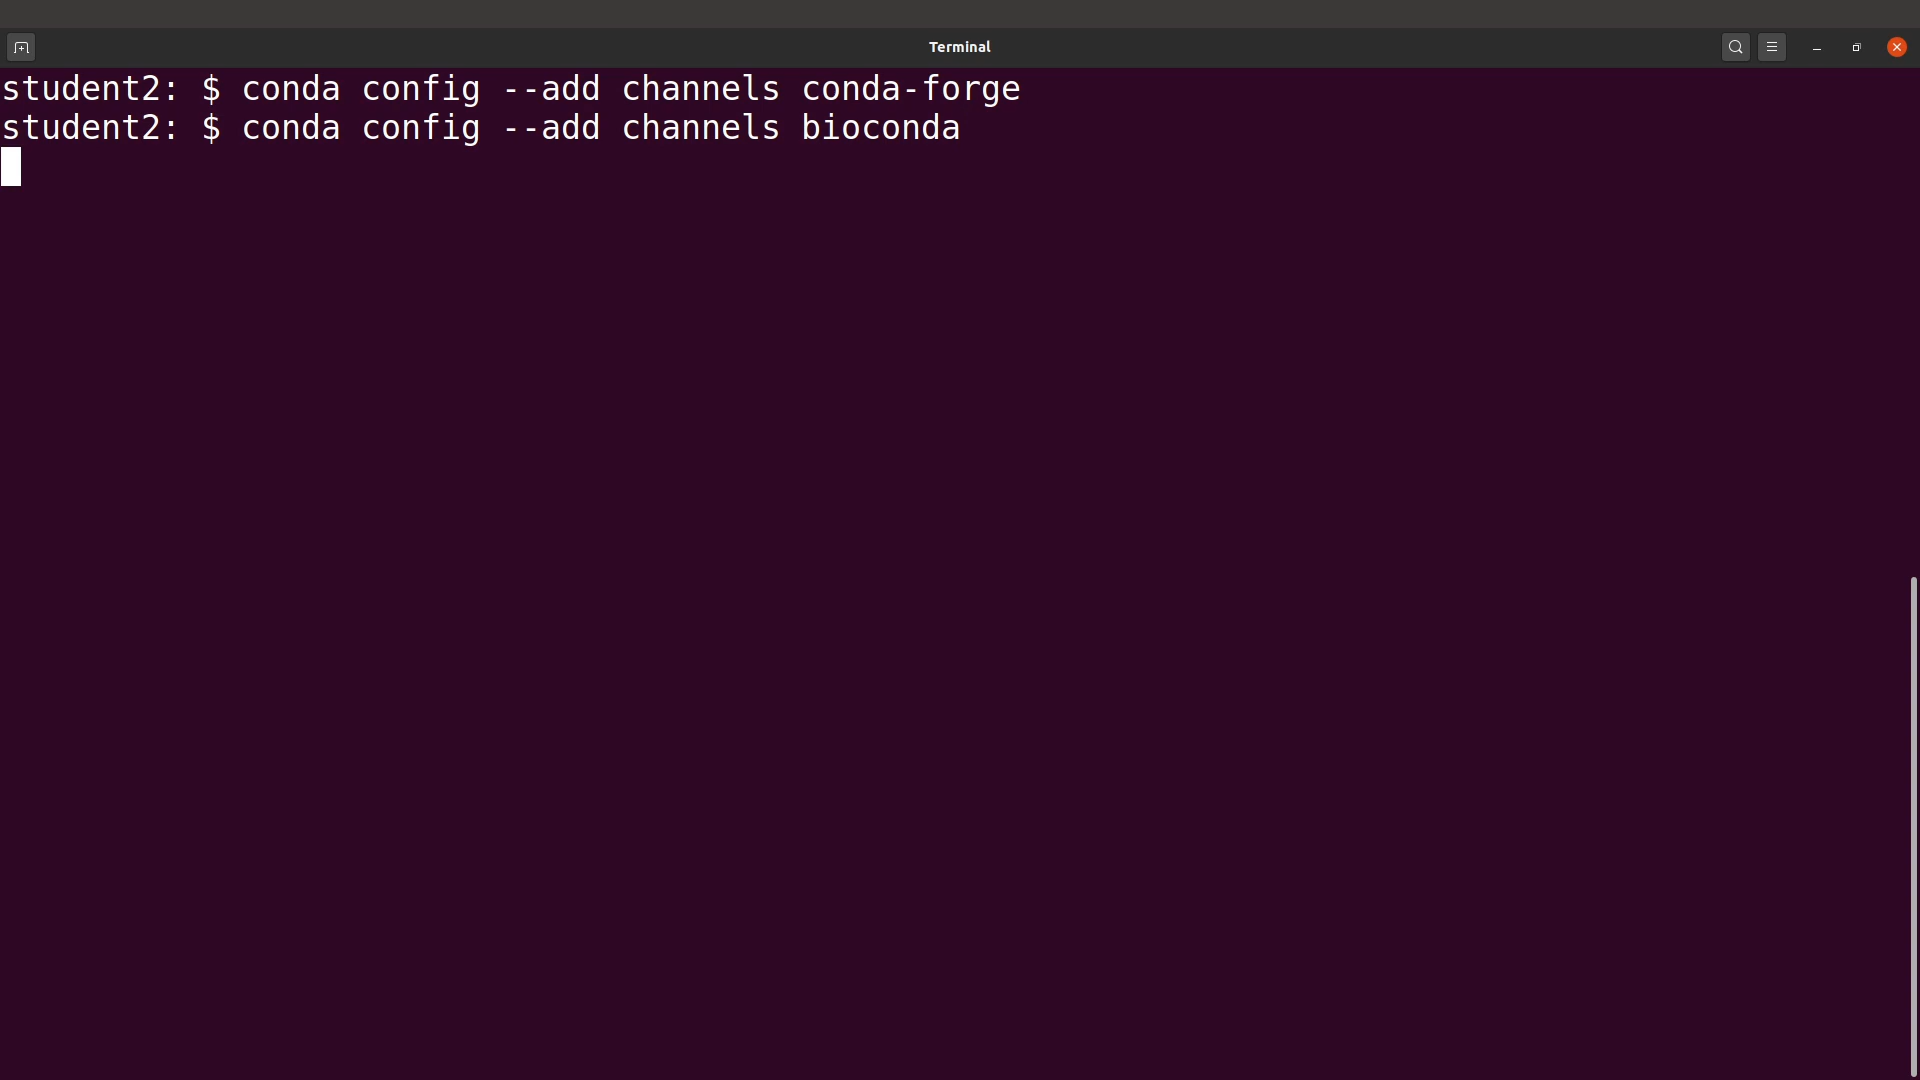 Terminal
student2: $ conda config --add channels conda-forge
student2: $ conda config --add channels bioconda